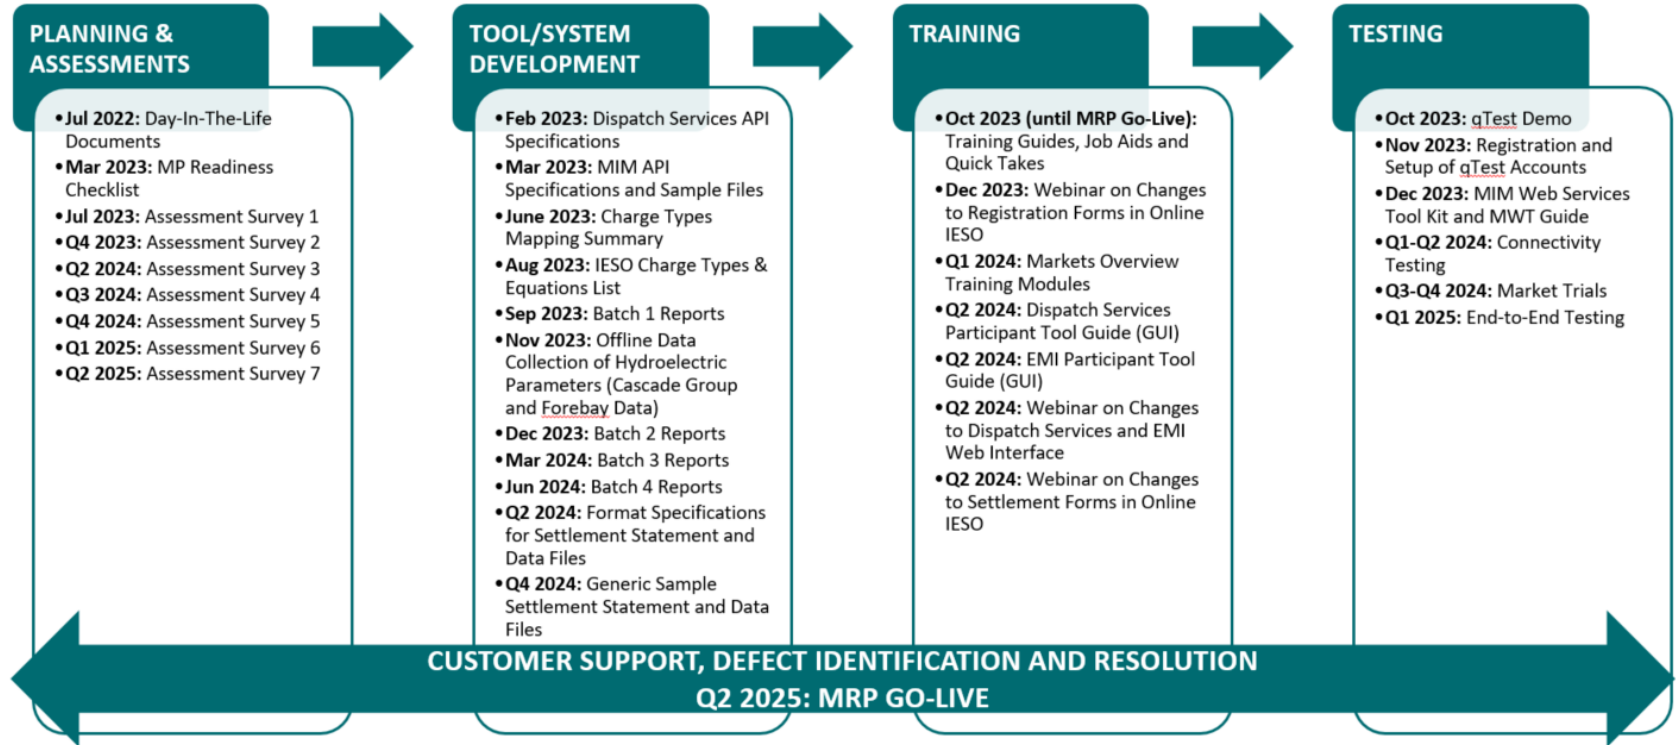 PLANNING &
ASSESSMENTS
•Jul 2022: Day-In-The-Life
Documents
•Mar 2023: MP Readiness
Checklist
•Jul 2023: Assessment Survey 1
•Q4 2023: Assessment Survey 2
•Q2 2024: Assessment Survey 3
•Q3 2024: Assessment Survey 4
•Q4 2024: Assessment Survey 5
•Q1 2025: Assessment Survey 6
•Q2 2025: Assessment Survey 7
TOOL/SYSTEM
DEVELOPMENT
•Feb 2023: Dispatch Services API
Specifications
•Mar 2023: MIM API
Specifications and Sample Files
•June 2023: Charge Types
Mapping Summary
•Aug 2023: IESO Charge Types &
Equations List
•Sep 2023: Batch 1 Reports
•Nov 2023: Offline Data
Collection of Hydroelectric
Parameters (Cascade Group
and Forebay Data)
•Dec 2023: Batch 2 Reports
•Mar 2024: Batch 3 Reports
•Jun 2024: Batch 4 Reports
•Q2 2024: Format Specifications
for Settlement Statement and
Data Files
•Q4 2024: Generic Sample
Settlement Statement and Data
Files
TRAINING
•Oct 2023 (until MRP Go-Live):
Training Guides, Job Aids and
Quick Takes
•Dec 2023: Webinar on Changes
to Registration Forms in Online
IESO
•Q1 2024: Markets Overview
Training Modules
•Q2 2024: Dispatch Services
Participant Tool Guide (GUI)
•Q2 2024: EMI Participant Tool
Guide (GUI)
•Q2 2024: Webinar on Changes
to Dispatch Services and EMI
Web Interface
•Q2 2024: Webinar on Changes
to Settlement Forms in Online
IESO
TESTING
•Oct 2023: qTest Demo
•Nov 2023: Registration and
Setup of qTest Accounts
•Dec 2023: MIM Web Services
Tool Kit and MWT Guide
•Q1-Q2 2024: Connectivity
Testing
•Q3-Q4 2024: Market Trials
•Q1 2025: End-to-End Testing
CUSTOMER SUPPORT, DEFECT IDENTIFICATION AND RESOLUTION
Q2 2025: MRP GO-LIVE